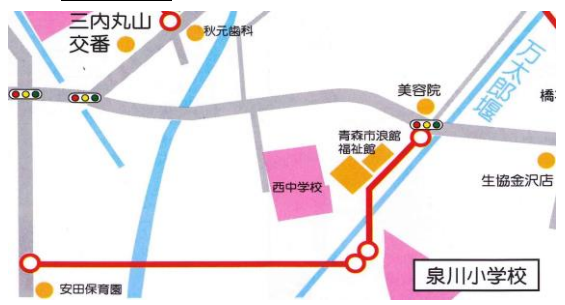 三内丸山
交番
秋元歯科
万太郎堰
美容院
橋本
青森市浪館
福祉館
西中学校
生協金沢店
泉川小学校
安田保育園